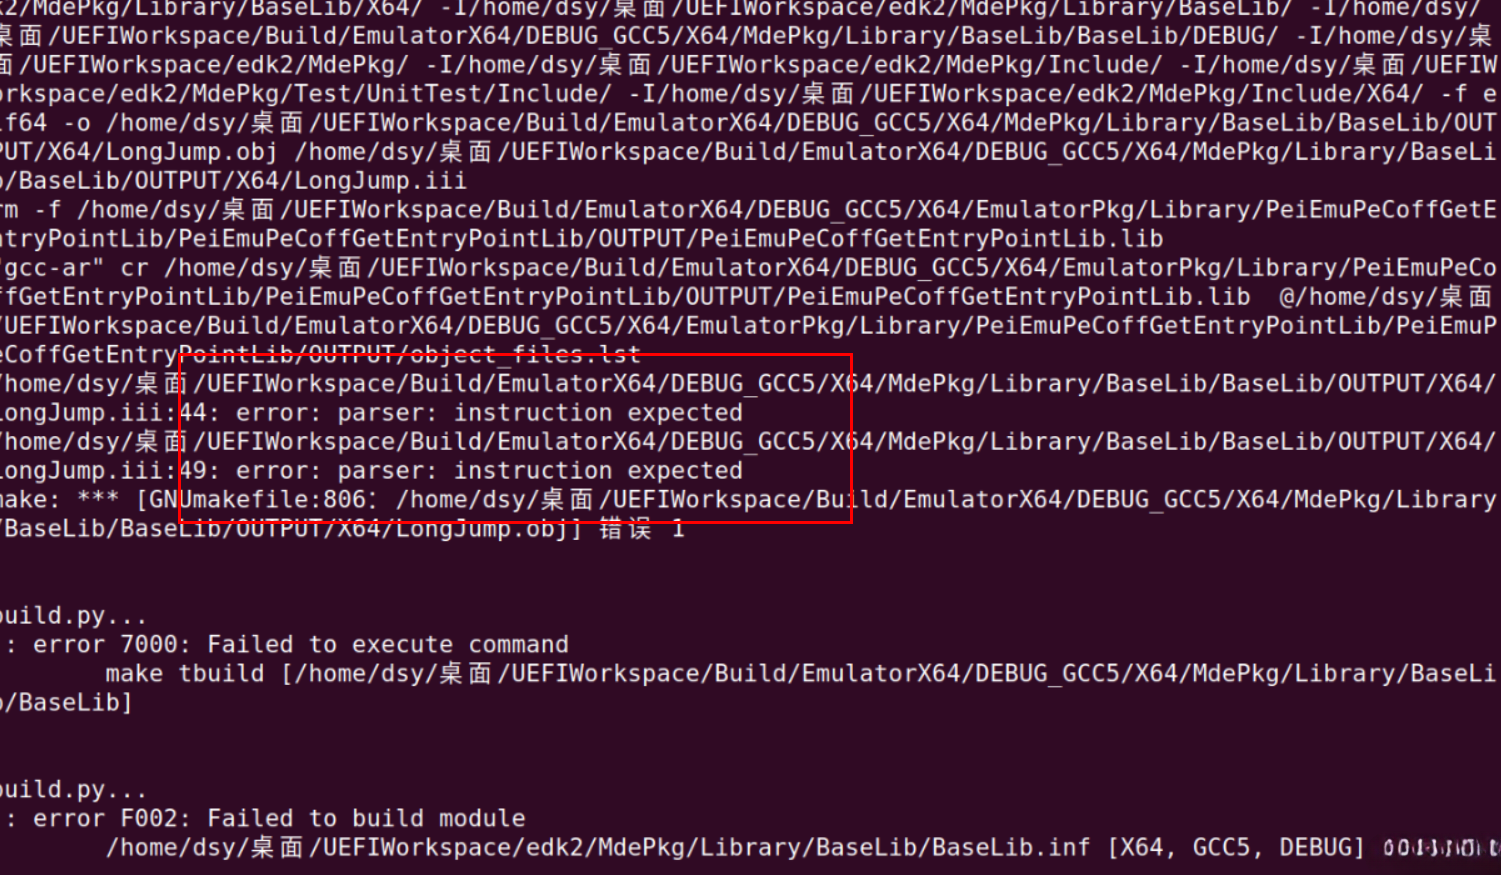 k2/MdePkg/Library/BaseLib/X64/ -I/home/dsy/桌面/UEFIWorkspace/edk2/MdePkg/Library/BaseLib/ -I/home/dsy/
桌面/UEFIWorkspace/Build/EmulatorX64/DEBUG_GCC5/X64/MdePkg/Library/BaseLib/BaseLib/DEBUG/ -I/home/dsy/桌
面/UEFIWorkspace/edk2/MdePkg/ -I/home/dsy/桌面/UEFIWorkspace/edk2/MdePkg/Include/ -I/home/dsy/桌面/UEFIW
orkspace/edk2/MdePkg/Test/UnitTest/Include/ -I/home/dsy/桌面/UEFIWorkspace/edk2/MdePkg/Include/X64/ -f e
lf64 -o /home/dsy/桌面/UEFIWorkspace/Build/EmulatorX64/DEBUG_GCC5/X64/MdePkg/Library/BaseLib/BaseLib/OUT
PUT/X64/LongJump.obj /home/dsy/桌面/UEFIWorkspace/Build/EmulatorX64/DEBUG_GCC5/X64/MdePkg/Library/BaseLi
b/BaseLib/OUTPUT/X64/LongJump.iii
rm -f /home/dsy/桌面/UEFIWorkspace/Build/EmulatorX64/DEBUG_GCC5/X64/EmulatorPkg/Library/PeiEmuPeCoffGetE
ntryPointLib/PeiEmuPeCoffGetEntryPointLib/OUTPUT/PeiEmuPeCoffGetEntryPointLib.lib
"gcc-ar" cr /home/dsy/桌面/UEFIWorkspace/Build/EmulatorX64/DEBUG_GCC5/X64/EmulatorPkg/Library/PeiEmuPeCo
ffGetEntryPointLib/PeiEmuPeCoffGetEntryPointLib/OUTPUT/PeiEmuPeCoffGetEntryPointLib.lib  @/home/dsy/桌面
/UEFIWorkspace/Build/EmulatorX64/DEBUG_GCC5/X64/EmulatorPkg/Library/PeiEmuPeCoffGetEntryPointLib/PeiEmuP
eCoffGetEntryPointLib/OUTPUT/object_files.lst
/home/dsy/桌面/UEFIWorkspace/Build/EmulatorX64/DEBUG_GCC5/X64/MdePkg/Library/BaseLib/BaseLib/OUTPUT/X64/
LongJump.iii:44: error: parser: instruction expected
/home/dsy/桌面/UEFIWorkspace/Build/EmulatorX64/DEBUG_GCC5/X64/MdePkg/Library/BaseLib/BaseLib/OUTPUT/X64/
LongJump.iii:49: error: parser: instruction expected
make: *** [GNUmakefile:806：/home/dsy/桌面/UEFIWorkspace/Build/EmulatorX64/DEBUG_GCC5/X64/MdePkg/Library
/BaseLib/BaseLib/OUTPUT/X64/LongJump.obj] 错误 1
build.py...
: error 7000: Failed to execute command
make tbuild [/home/dsy/桌面/UEFIWorkspace/Build/EmulatorX64/DEBUG_GCC5/X64/MdePkg/Library/BaseLi
b/BaseLib]
build.py...
: error F002: Failed to build module
/home/dsy/桌面/UEFIWorkspace/edk2/MdePkg/Library/BaseLib/BaseLib.inf [X64, GCC5, DEBUG]